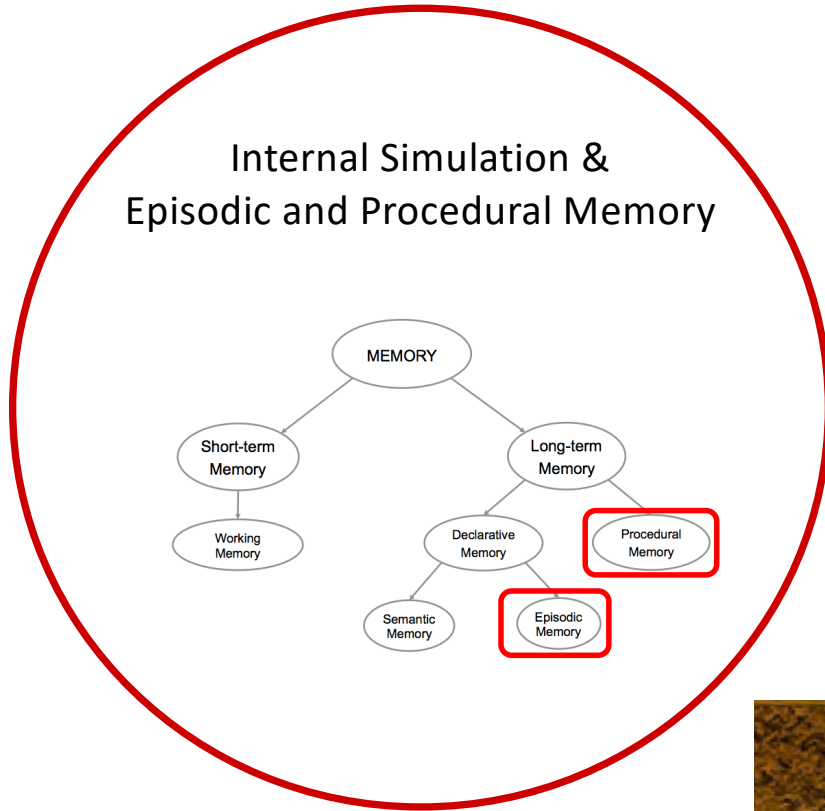 Internal Simulation &
Episodic and Procedural Memory
MEMORY
Short-term
Memory
Long-term
Memory
Working
Memory
Declarative
Memory
Procedural
Memory
Semantic
Memory
Episodic
Memory